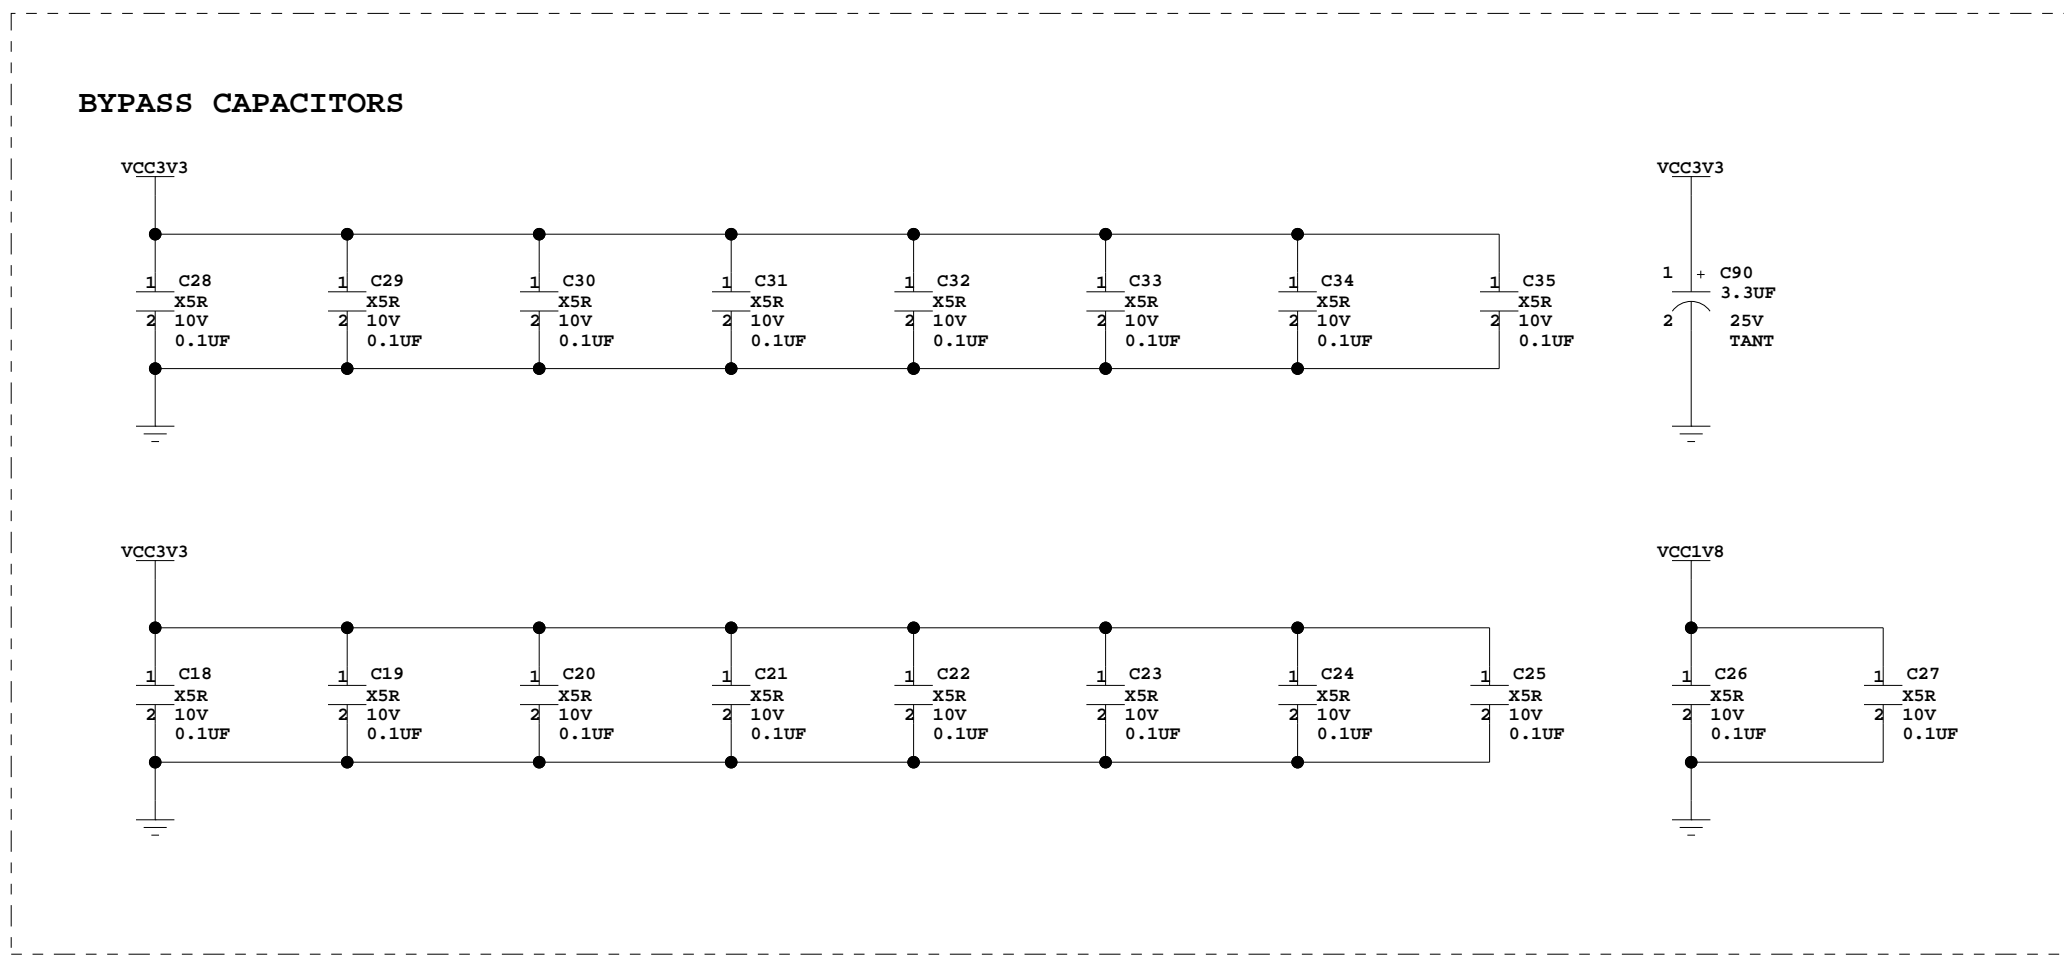 BYPASS CAPACITORS
VCC3V3
VCC3V3
1 C28
X5R
2 10V
0.1UF
1 C29
X5R
2 10V
0.1UF
1 C30
X5R
2 10V
0.1UF
1 C31
X5R
2 10V
0.1UF
1 C32
X5R
2 10V
0.1UF
1 C33
X5R
2 10V
0.1UF
1 C34
X5R
2 10V
0.1UF
1 C35
X5R
2 10V
0.1UF
1 + C90
3.3UF
2 25V
TANT
VCC3V3
VCC1V8
1 C18
X5R
2 10V
0.1UF
1 C19
X5R
2 10V
0.1UF
1 C20
X5R
2 10V
0.1UF
1 C21
X5R
2 10V
0.1UF
1 C22
X5R
2 10V
0.1UF
1 C23
X5R
2 10V
0.1UF
1 C24
X5R
2 10V
0.1UF
1 C25
X5R
2 10V
0.1UF
1 C26
X5R
2 10V
0.1UF
1 C27
X5R
2 10V
0.1UF